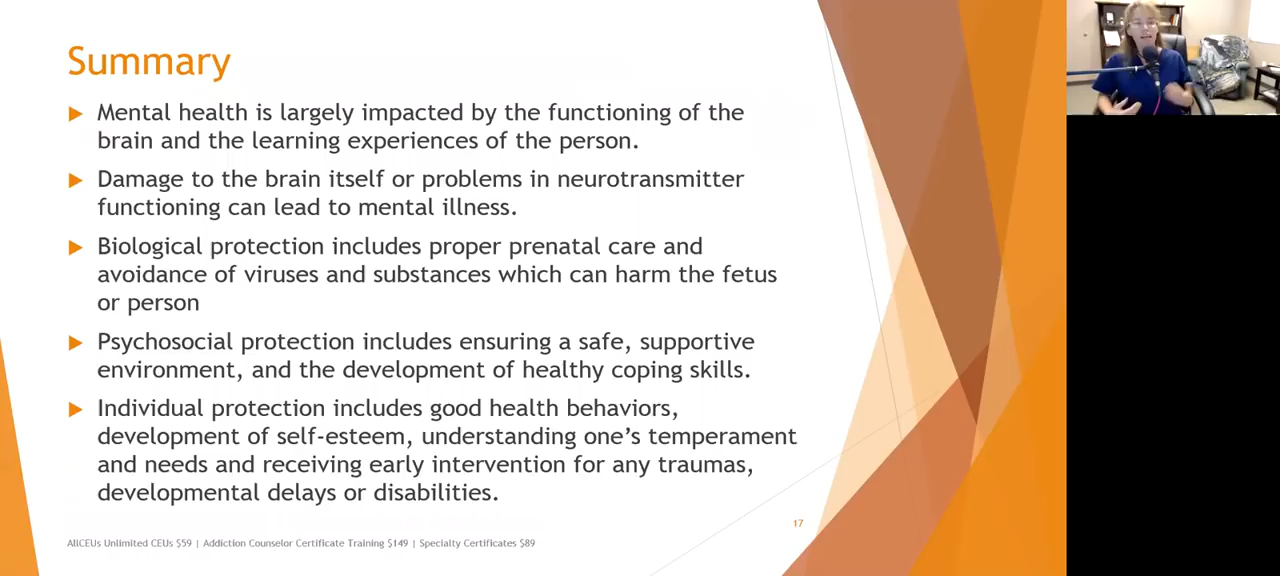 Summary
Mental health is largely impacted by the functioning of the
brain and the learning experiences of the person.
Damage to the brain itself or problems in neurotransmitter
functioning can lead to mental illness.
Biological protection includes proper prenatal care and
avoidance of viruses and substances which can harm the fetus
or person
Psychosocial protection includes ensuring a safe, supportive
environment, and the development of healthy coping skills.
Individual protection includes good health behaviors,
development of self-esteem, understanding one’s temperament
and needs and receiving early intervention for any traumas,
developmental delays or disabilities.
17
AllCEUs Unlimited CEUs $59 | Addiction Counselor Certificate Training $149 | Specialty Certificates $89